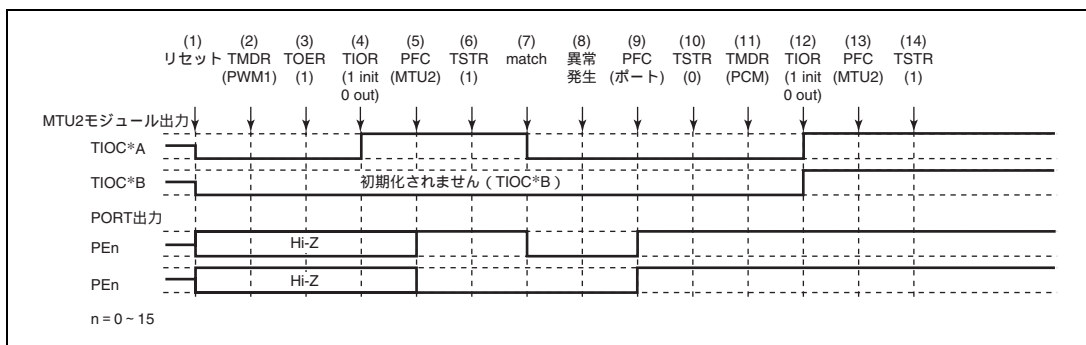 (1) (2) (3) (4) (5) (6) (7) (8) (9) (10) (11) (12) (13) (14)
リセット TMDR TOER TIOR PFC TSTR match 異常 PFC TSTR TMDR TIOR PFC TSTR
(PWM1) (1) (1 init (MTU2) (1) 発生 (ポート) (0) (PCM) (1 init (MTU2) (1)
0 out) 0 out)
MTU2モジュール出力
TIOC*A
TIOC*B 初期化されません(TIOC*B)
PORT出力
PEn Hi-Z
PEn Hi-Z
n = 0 ~ 15